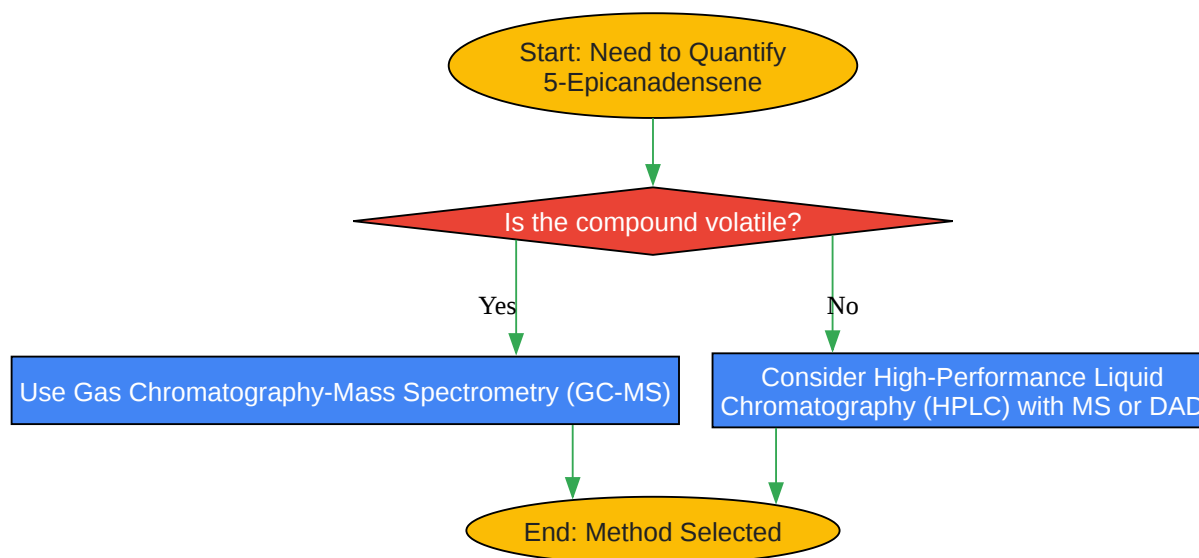 Start: Need to Quantify
5-Epicanadensene
Is the compound volatile?
Yes
No
Use Gas Chromatography-Mass Spectrometry (GC-MS)
Consider High-Performance Liquid
Chromatography (HPLC) with MS or DAD
End: Method Selected